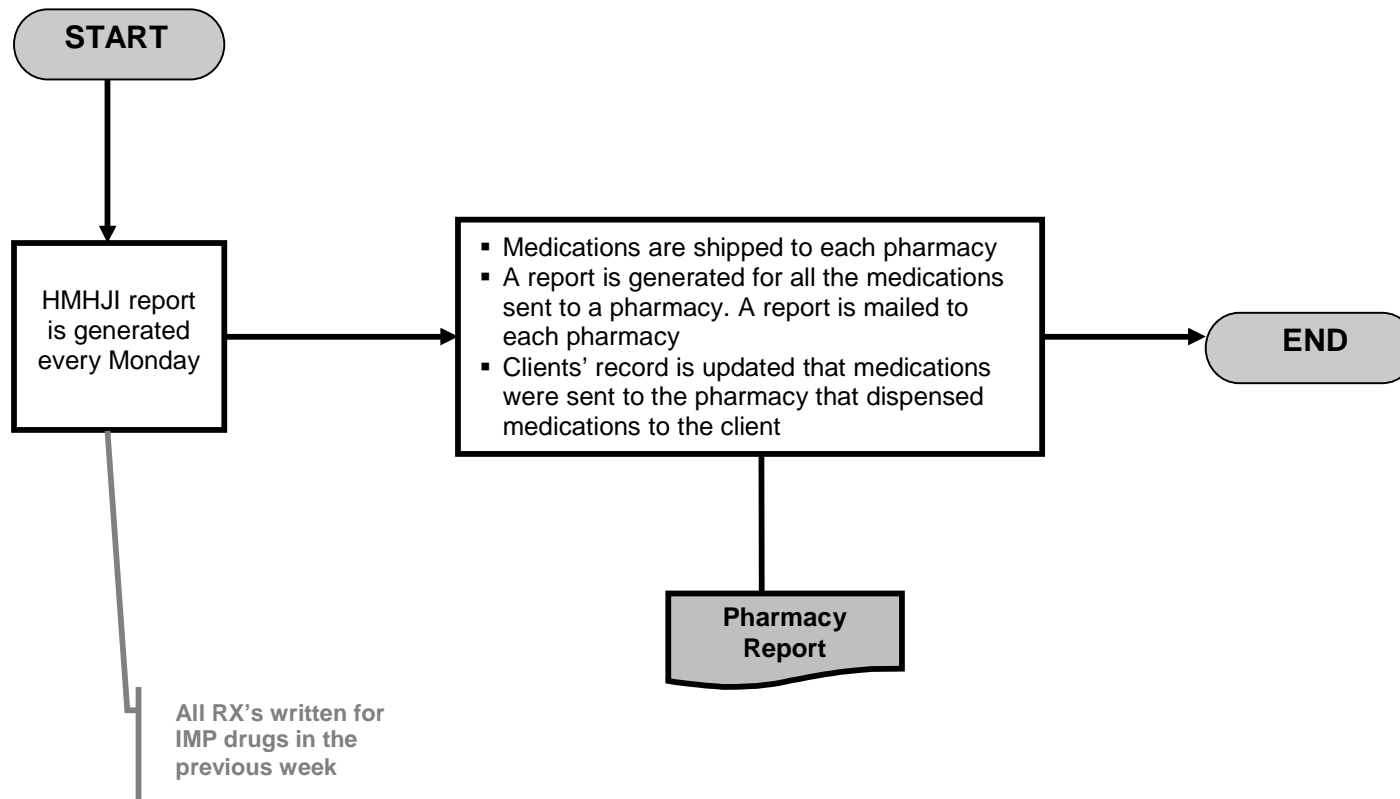 START
HMHJI report
is generated
every Monday
▪ Medications are shipped to each pharmacy
▪ A report is generated for all the medications
sent to a pharmacy. A report is mailed to
each pharmacy
▪ Clients’ record is updated that medications
were sent to the pharmacy that dispensed
medications to the client
END
Pharmacy
Report
All RX’s written for
IMP drugs in the
previous week